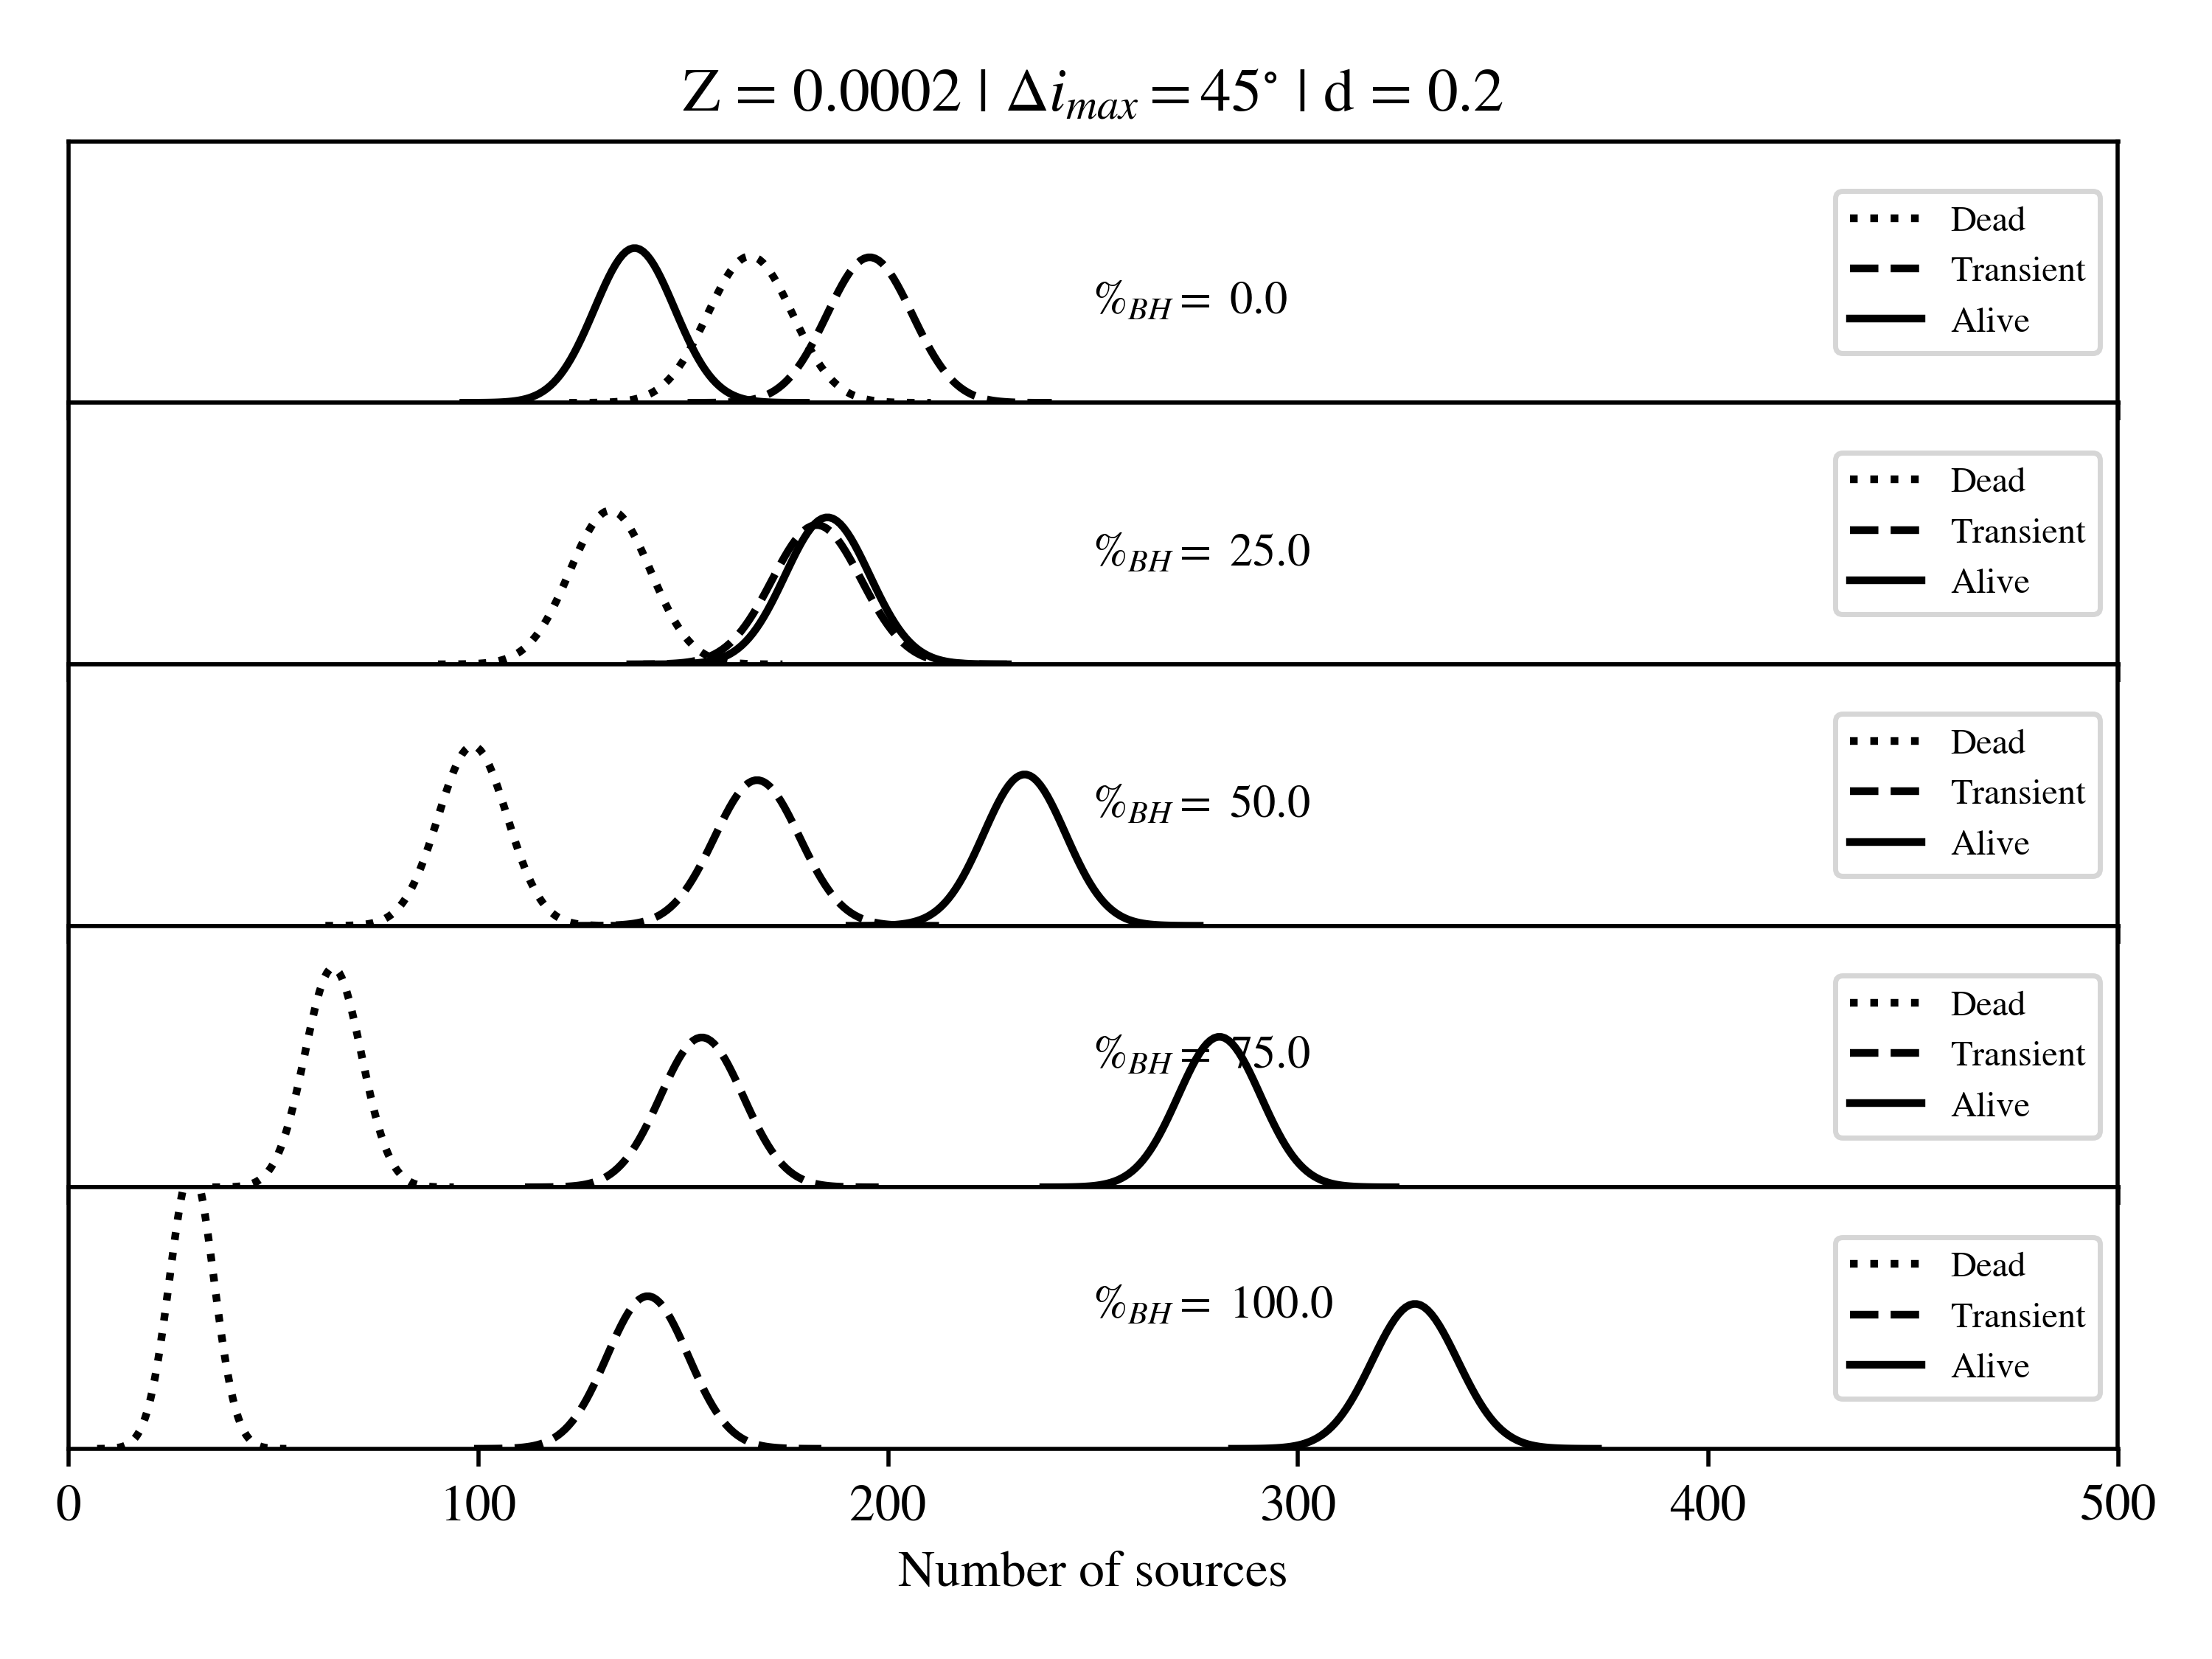 Z = 0.0002 | Δi_max = 45° | d = 0.2
%_BH = 0.0
Dead
Transient
Alive
%_BH = 25.0
Dead
Transient
Alive
%_BH = 50.0
Dead
Transient
Alive
%_BH = 75.0
Dead
Transient
Alive
%_BH = 100.0
Dead
Transient
Alive
0 100 200 300 400 500
Number of sources